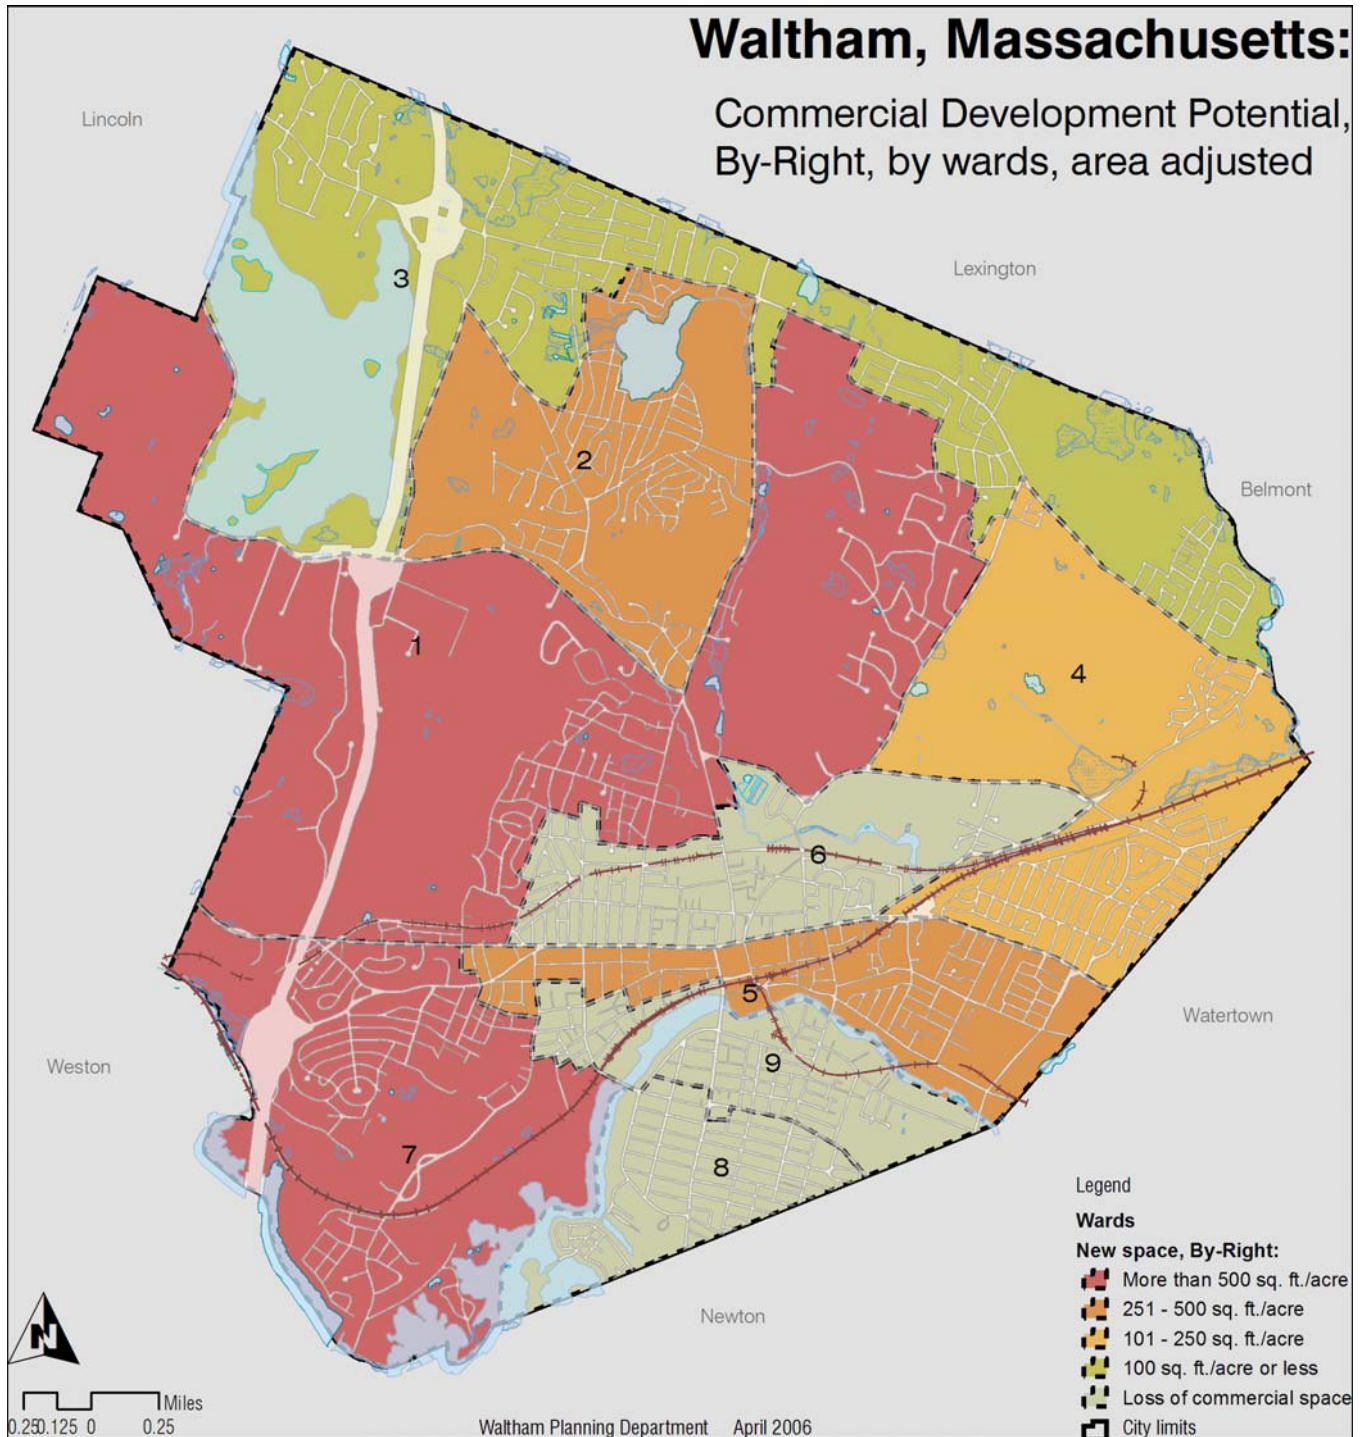 Waltham, Massachusetts:
Commercial Development Potential,
By-Right, by wards, area adjusted
Lincoln
Lexington
3
2
Belmont
1
4
6
5
Watertown
9
Weston
7
8
Newton
Legend
Wards
New space, By-Right:
More than 500 sq. ft./acre
251 - 500 sq. ft./acre
101 - 250 sq. ft./acre
100 sq. ft./acre or less
Loss of commercial space
City limits
N
Miles
0.25 0.125 0 0.25
Waltham Planning Department April 2006